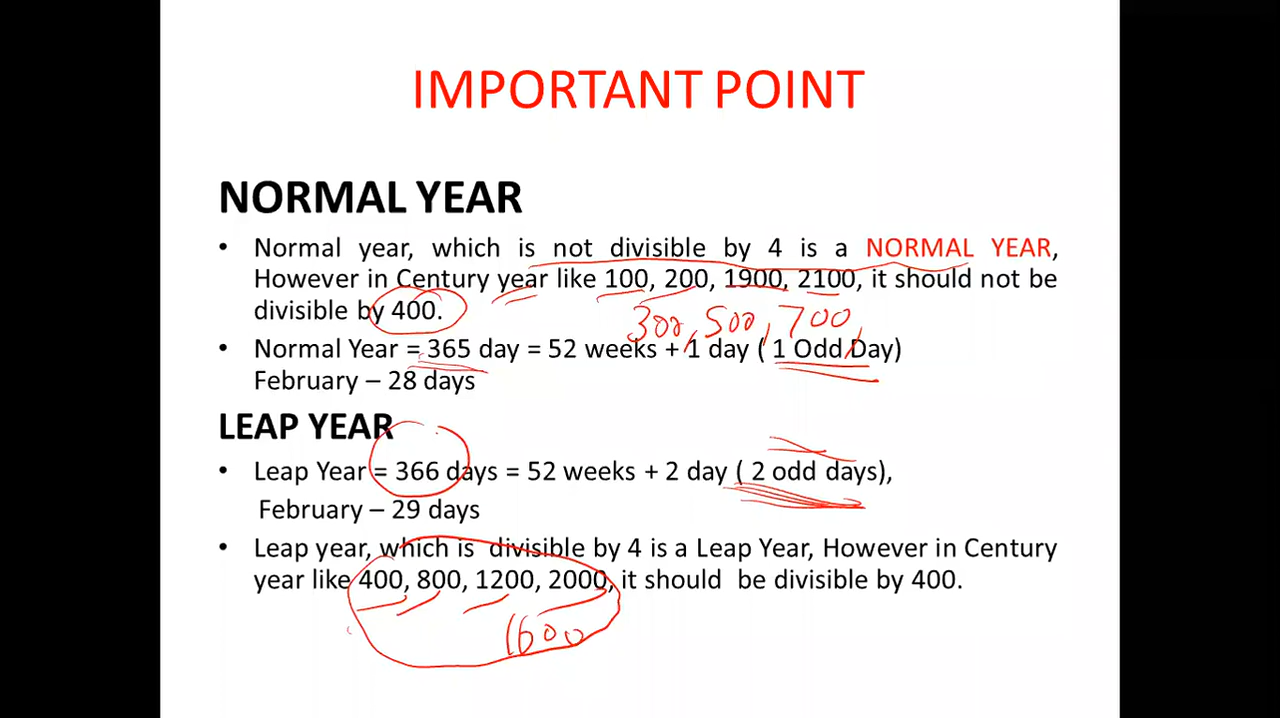 IMPORTANT POINT
NORMAL YEAR
• Normal year, which is not divisible by 4 is a NORMAL YEAR,
However in Century year like 100, 200, 1900, 2100, it should not be
divisible by 400.
300, 500, 700,
• Normal Year = 365 day = 52 weeks + 1 day ( 1 Odd Day)
February – 28 days
LEAP YEAR
• Leap Year = 366 days = 52 weeks + 2 day ( 2 odd days),
February – 29 days
• Leap year, which is divisible by 4 is a Leap Year, However in Century
year like 400, 800, 1200, 2000, it should be divisible by 400.
1600